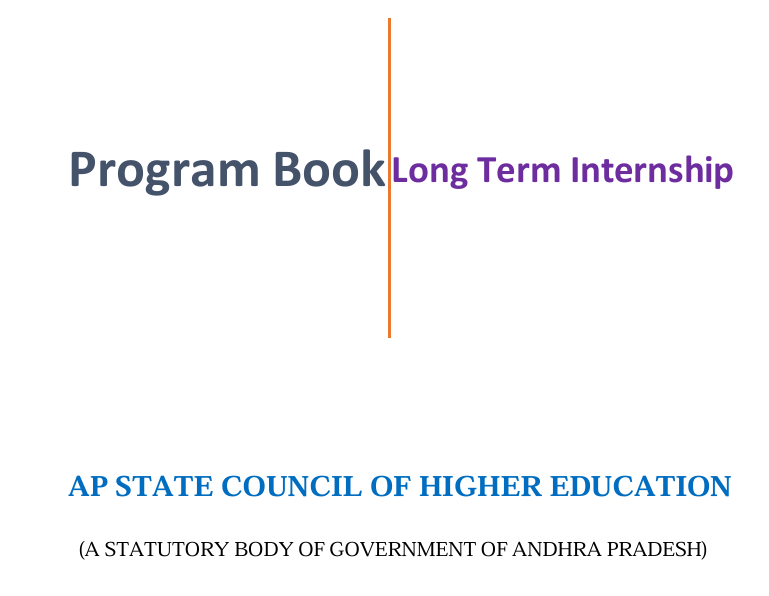 Program Book
Long Term Internship
AP STATE COUNCIL OF HIGHER EDUCATION
(A STATUTORY BODY OF GOVERNMENT OF ANDHRA PRADESH)